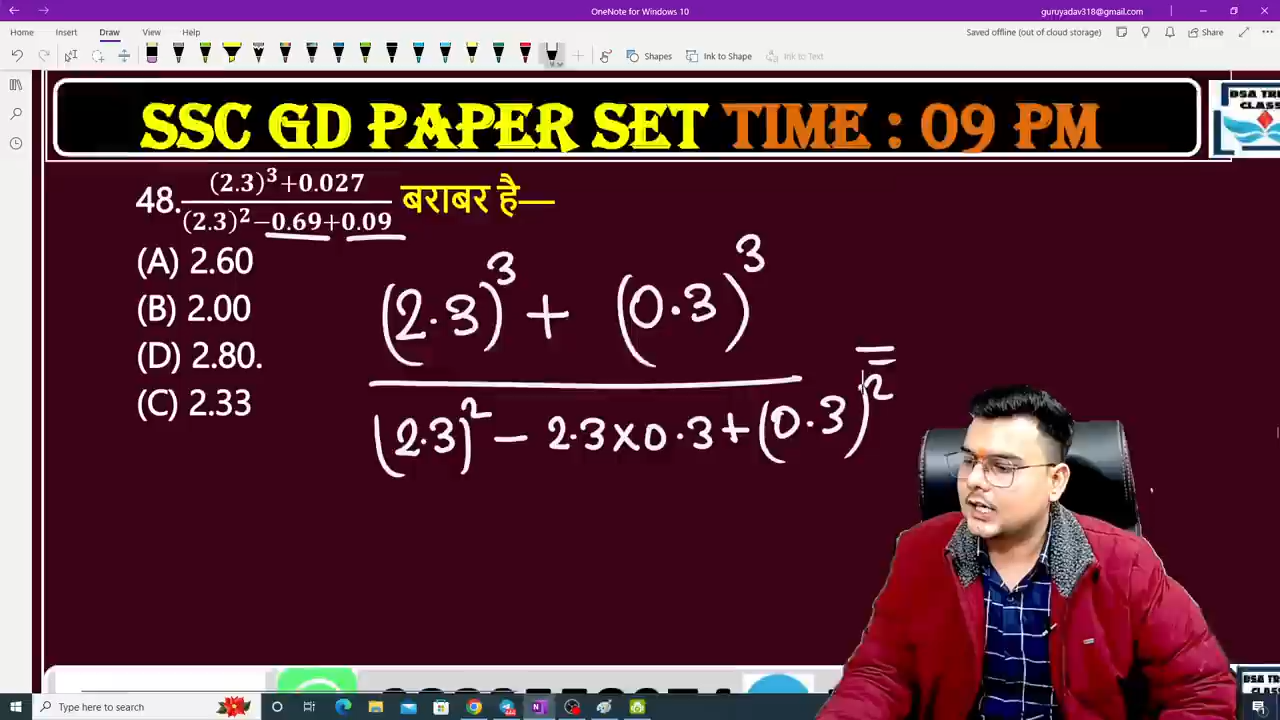 OneNote for Windows 10
guruyadav318@gmail.com
Home Insert Draw View Help
Saved offline (out of cloud storage)
Share
Shapes
Ink to Shape
Ink to Text
SSC GD PAPER SET TIME : 09 PM
48. (2.3)³+0.027 / (2.3)² −0.69+0.09 बराबर है—
(A) 2.60
(B) 2.00
(D) 2.80.
(C) 2.33
(2.3)³ + (0.3)³
(2.3)² − 2.3×0.3+(0.3)²
=
Type here to search